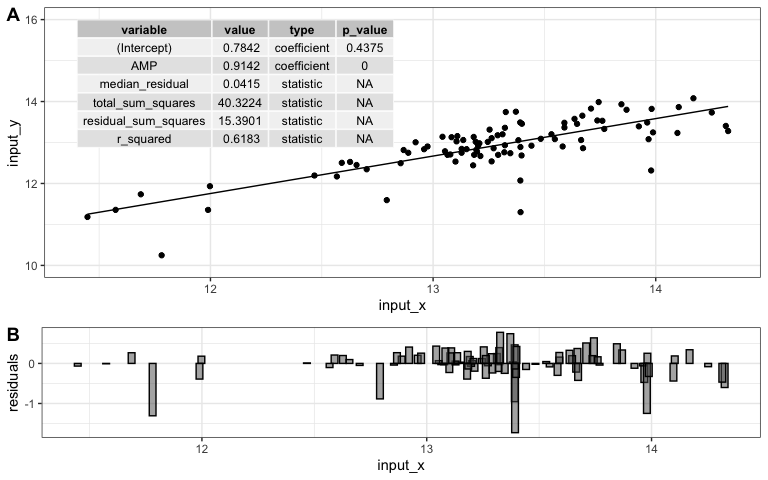 A
16
variable value type p_value
(Intercept) 0.7842 coefficient 0.4375
AMP 0.9142 coefficient 0
median_residual 0.0415 statistic NA
total_sum_squares 40.3224 statistic NA
residual_sum_squares 15.3901 statistic NA
r_squared 0.6183 statistic NA
14
input_y
12
10
12 13 14
input_x
B
0
residuals
-1
12 13 14
input_x